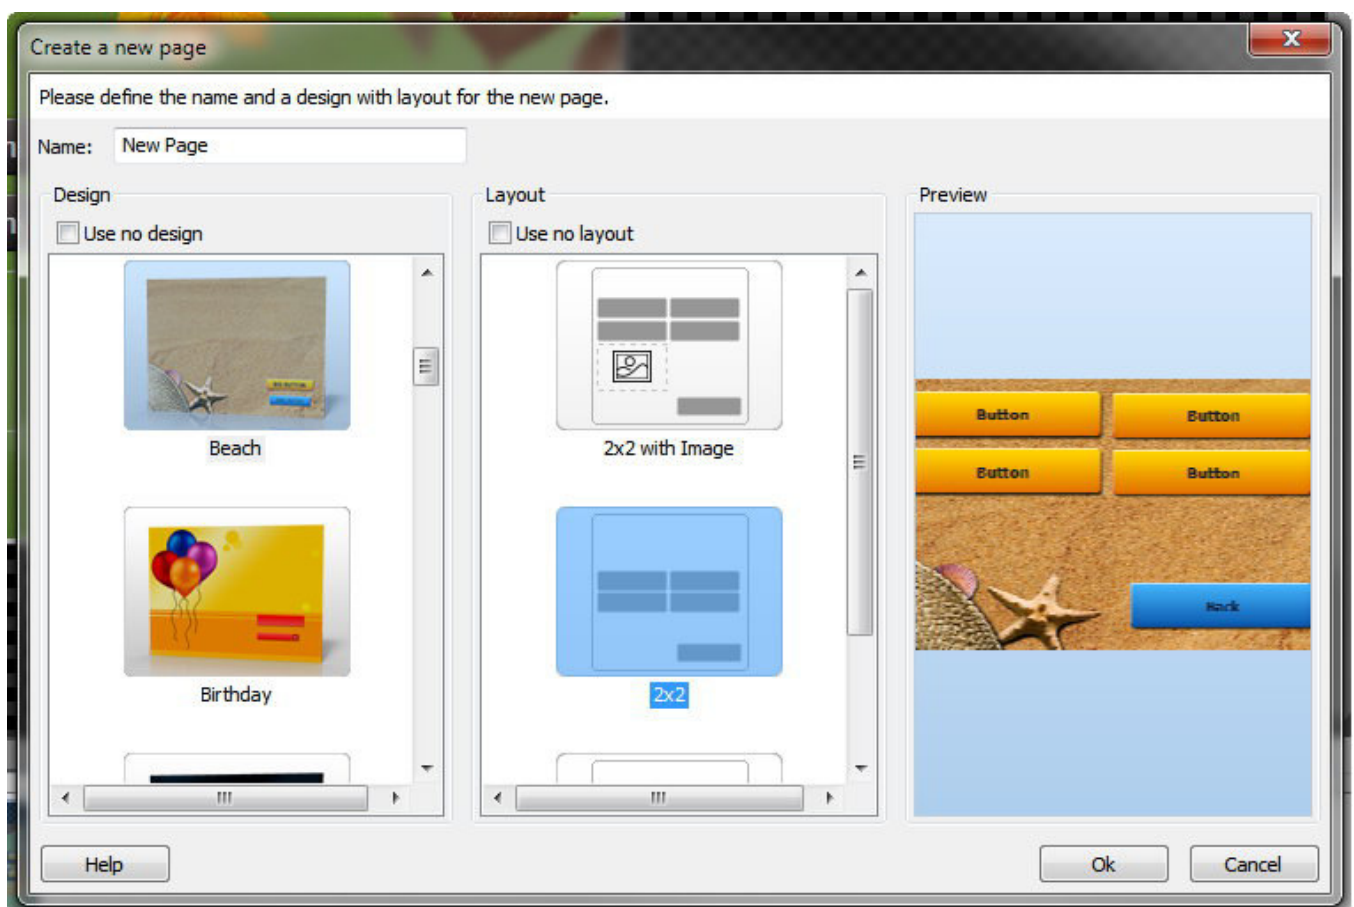 Create a new page
Please define the name and a design with layout for the new page.
Name: New Page
Design
Use no design
Beach
Birthday
Layout
Use no layout
2x2 with Image
2x2
Preview
Button Button
Button Button
Back
Help Ok Cancel